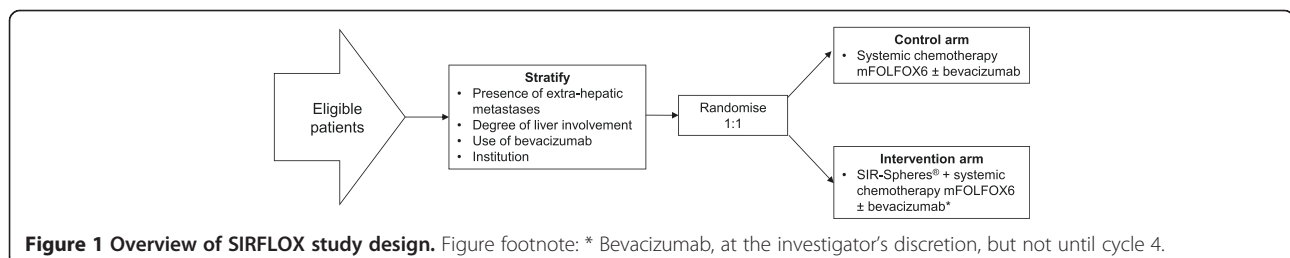 Eligible
patients
Stratify
• Presence of extra-hepatic
metastases
• Degree of liver involvement
• Use of bevacizumab
• Institution
Randomise
1:1
Control arm
• Systemic chemotherapy
mFOLFOX6 ± bevacizumab
Intervention arm
• SIR-Spheres® + systemic
chemotherapy mFOLFOX6
± bevacizumab*
Figure 1 Overview of SIRFLOX study design. Figure footnote: * Bevacizumab, at the investigator's discretion, but not until cycle 4.